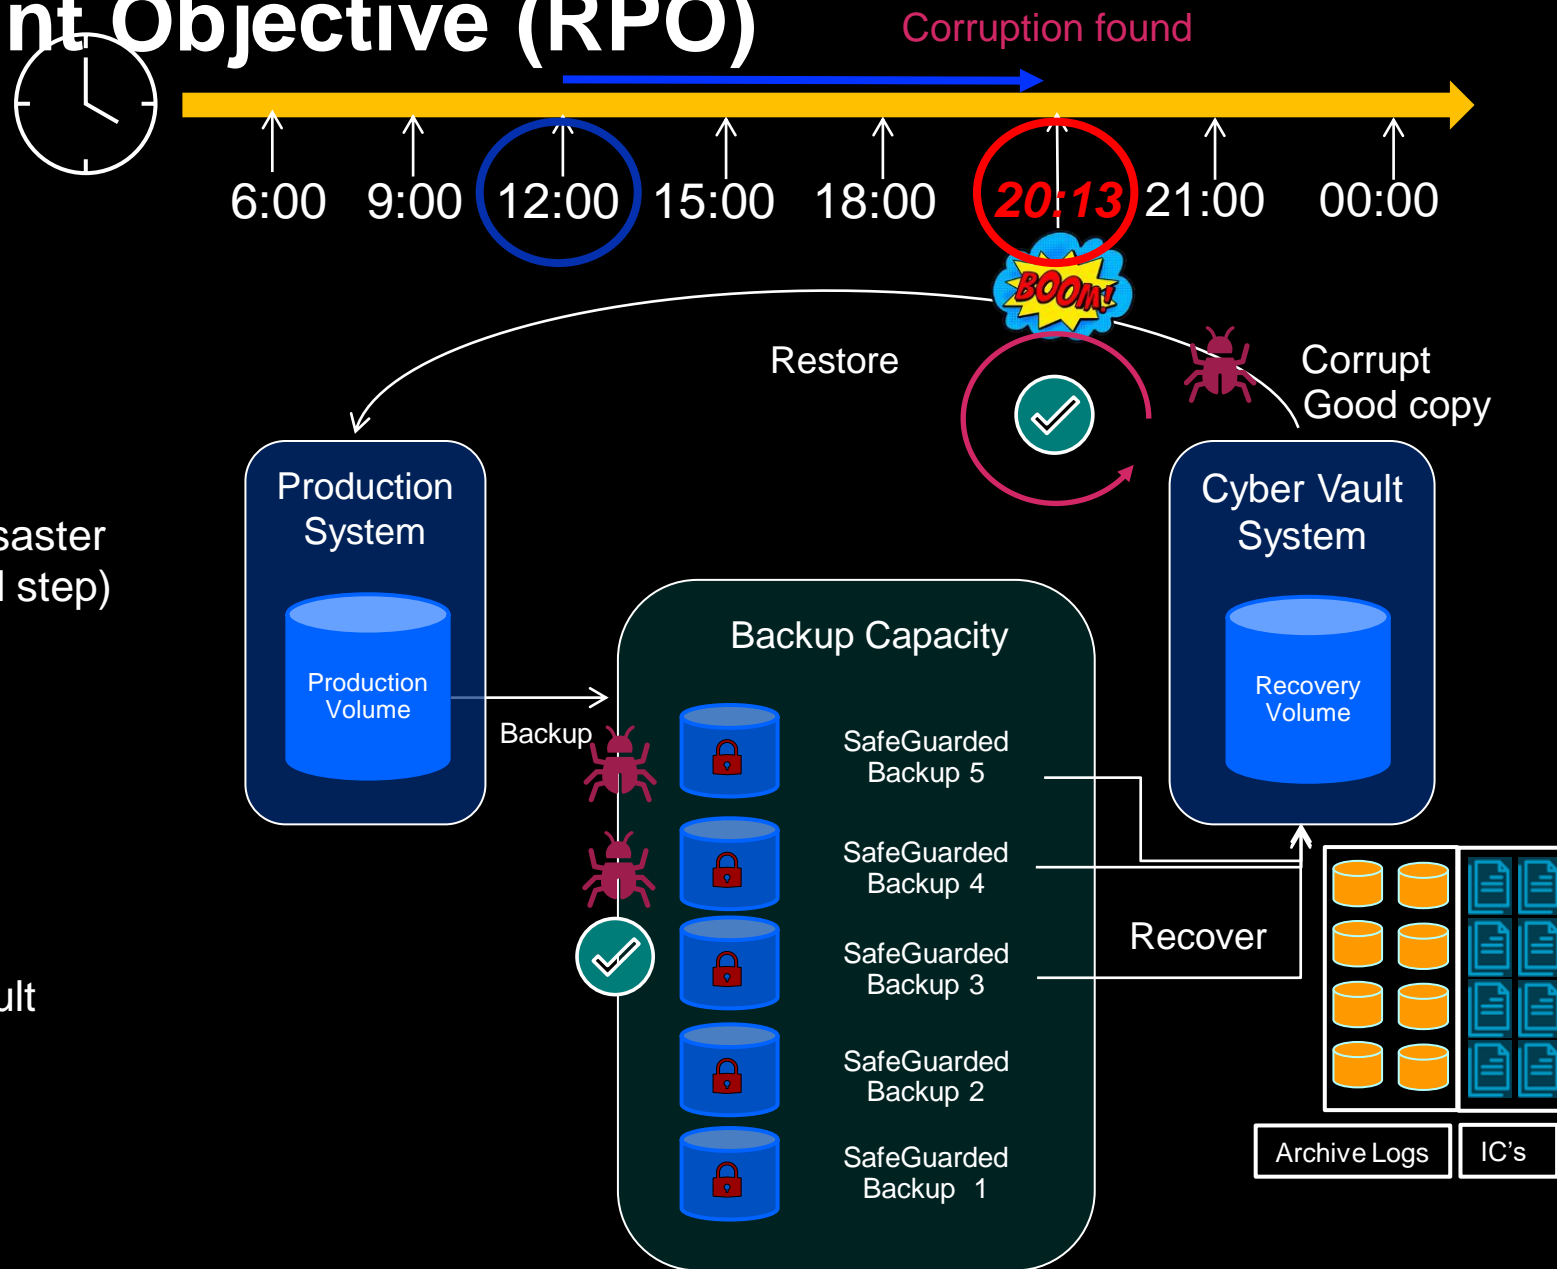 nt Objective (RPO)
Corruption found
6:00 9:00 12:00 15:00 18:00 20:13 21:00 00:00
BOOM!
Restore
Corrupt
Good copy
Production
System
Cyber Vault
System
saster
step)
Backup Capacity
Production
Volume
Recovery
Volume
Backup
SafeGuarded
Backup 5
SafeGuarded
Backup 4
Recover
SafeGuarded
Backup 3
ult
SafeGuarded
Backup 2
SafeGuarded
Backup 1
Archive Logs
IC's